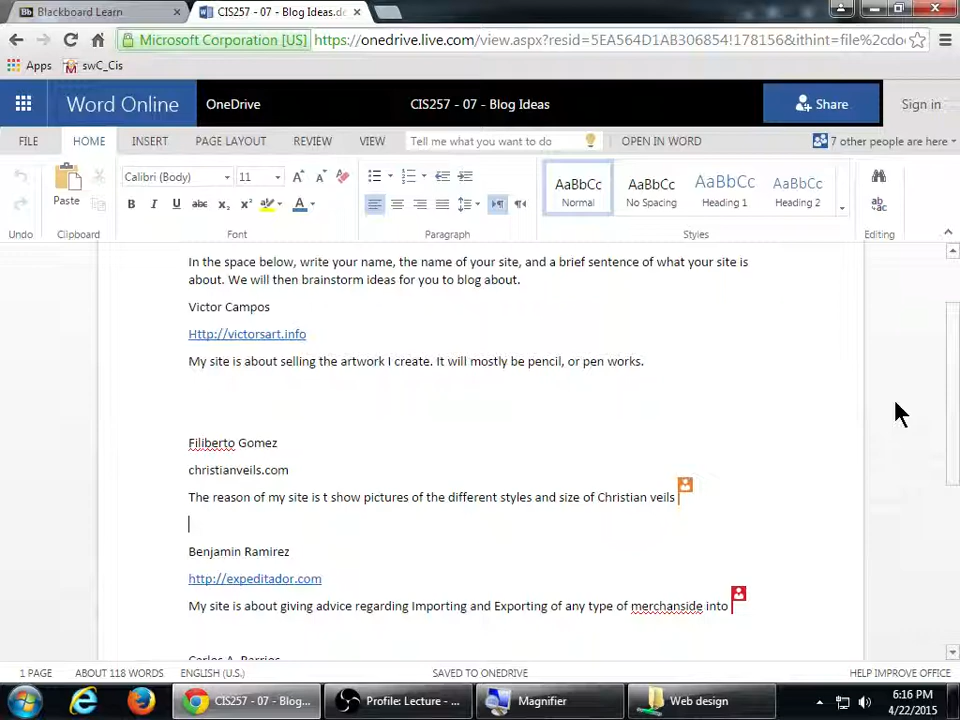 Blackboard Learn
CIS257 - 07 - Blog Ideas.d
Microsoft Corporation [US] https://onedrive.live.com/view.aspx?resid=5EA564D1AB306854!178156&ithint=file%2cdo
Apps swC_Cis
Word Online OneDrive CIS257 - 07 - Blog Ideas Share Sign in
FILE HOME INSERT PAGE LAYOUT REVIEW VIEW Tell me what you want to do OPEN IN WORD 7 other people are here
Calibri (Body) 11
AaBbCc AaBbCc AaBbCc AaBbCc
Paste B I U abc x₂ x² A
Normal No Spacing Heading 1 Heading 2
Undo Clipboard Font Paragraph Styles Editing
In the space below, write your name, the name of your site, and a brief sentence of what your site is
about. We will then brainstorm ideas for you to blog about.
Victor Campos
Http://victorsart.info
My site is about selling the artwork I create. It will mostly be pencil, or pen works.
Filiberto Gomez
christianveils.com
The reason of my site is t show pictures of the different styles and size of Christian veils
Benjamin Ramirez
http://expeditador.com
My site is about giving advice regarding Importing and Exporting of any type of merchanside into
Carlos A. Barrios
1 PAGE ABOUT 118 WORDS ENGLISH (U.S.) SAVED TO ONEDRIVE HELP IMPROVE OFFICE
CIS257 - 07 - Blog... Profile: Lecture - ... Magnifier Web design
6:16 PM
4/22/2015